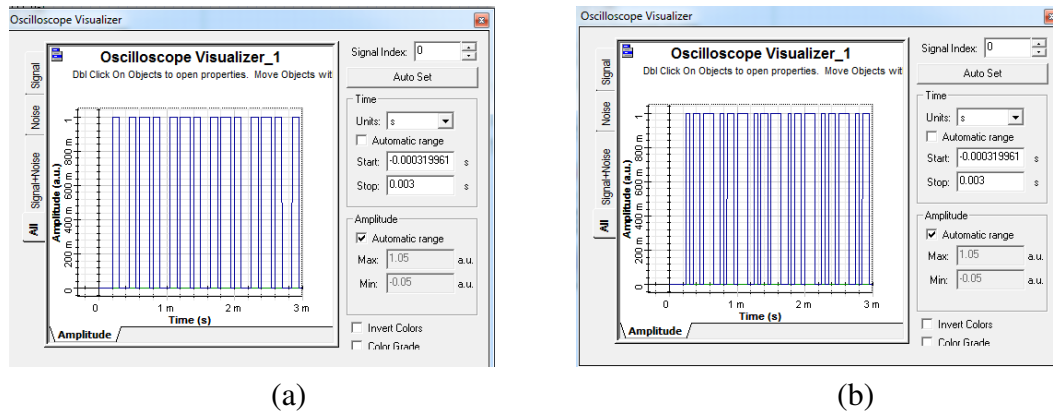 Oscilloscope Visualizer
Oscilloscope Visualizer_1
Dbl Click On Objects to open properties. Move Objects wit
Signal
Noise
Signal+Noise
All
Amplitude (a.u.)
0
200 m
400 m
600 m
800 m
1
0
1 m
2 m
3 m
Time (s)
Amplitude
Signal Index: 0
Auto Set
Time
Units: s
Automatic range
Start: -0.000319961 s
Stop: 0.003 s
Amplitude
Automatic range
Max: 1.05 a.u.
Min: -0.05 a.u.
Invert Colors
Color Grade
(a)
Oscilloscope Visualizer
Oscilloscope Visualizer_1
Dbl Click On Objects to open properties. Move Objects wit
Signal
Noise
Signal+Noise
All
Amplitude (a.u.)
0
200 m
400 m
600 m
800 m
1
0
1 m
2 m
3 m
Time (s)
Amplitude
Signal Index: 0
Auto Set
Time
Units: s
Automatic range
Start: -0.000319961 s
Stop: 0.003 s
Amplitude
Automatic range
Max: 1.05 a.u.
Min: -0.05 a.u.
Invert Colors
Color Grade
(b)